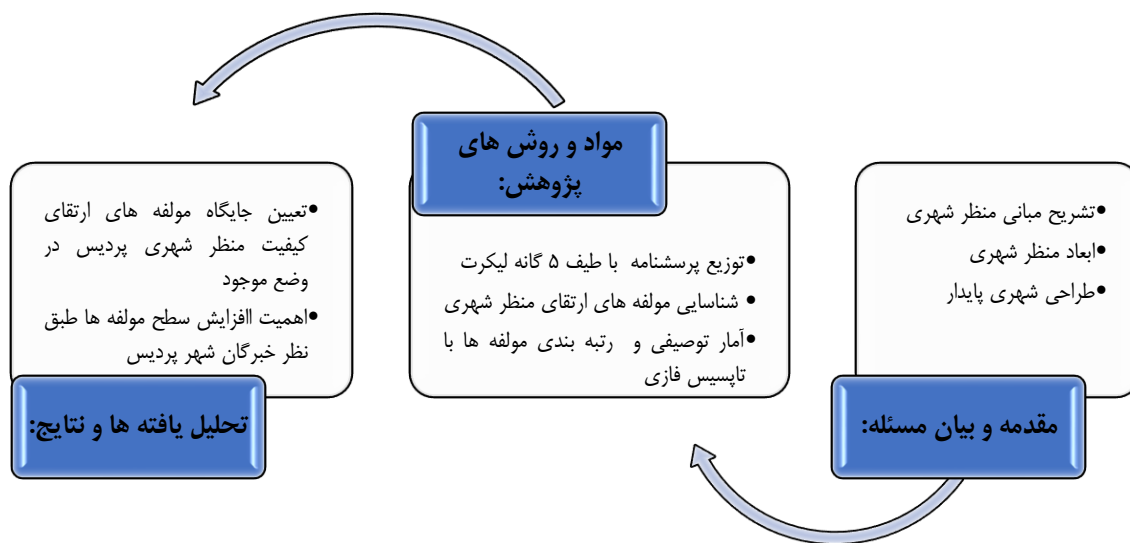 مقدمه و بیان مسئله:
•تشریح مبانی منظر شهری
•ابعاد منظر شهری
•طراحی شهری پایدار
مواد و روش های
پژوهش:
•توزیع پرسشنامه با طیف ۵ گانه لیکرت
•شناسایی مولفه های ارتقای منظر شهری
•آمار توصیفی و رتبه بندی مولفه ها با
تاپسیس فازی
•تعیین جایگاه مولفه های ارتقای
کیفیت منظر شهری پردیس در
وضع موجود
•اهمیت اافزایش سطح مولفه ها طبق
نظر خبرگان شهر پردیس
تحلیل یافته ها و نتایج: